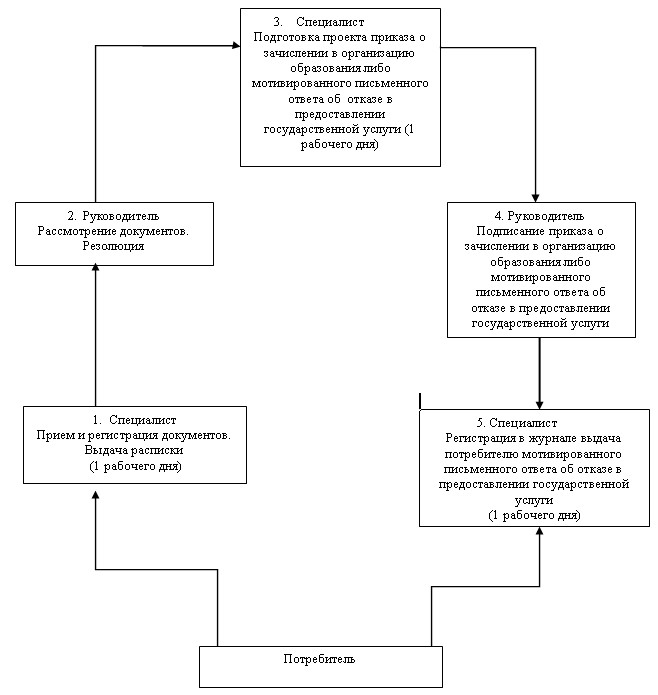 3. Специалист
Подготовка проекта приказа о
зачислении в организацию
образования либо
мотивированного письменного
ответа об отказе в
предоставлении
государственной услуги (1
рабочего дня)
2. Руководитель
Рассмотрение документов.
Резолюция
4. Руководитель
Подписание приказа о
зачислении в организацию
образования либо
мотивированного
письменного ответа об
отказе в предоставлении
государственной услуги
1. Специалист
Прием и регистрация документов.
Выдача расписки
(1 рабочего дня)
5. Специалист
Регистрация в журнале выдача
потребителю мотивированного
письменного ответа об отказе в
предоставлении государственной
услуги
(1 рабочего дня)
Потребитель